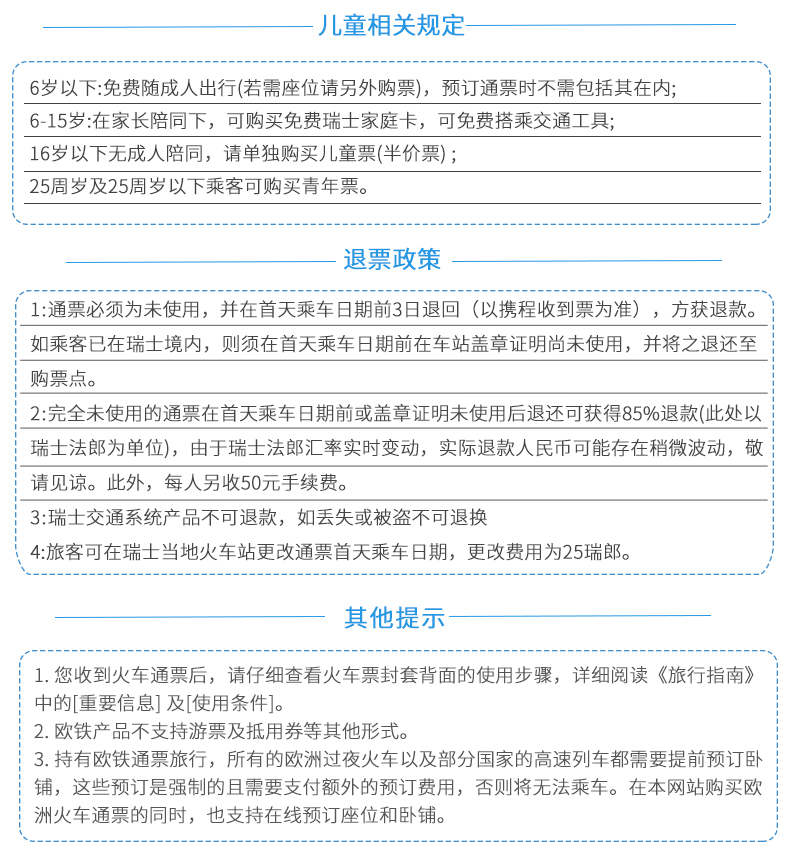 儿童相关规定
6岁以下:免费随成人出行(若需座位请另外购票)，预订通票时不需包括其在内;
6-15岁:在家长陪同下，可购买免费瑞士家庭卡，可免费搭乘交通工具;
16岁以下无成人陪同，请单独购买儿童票(半价票) ;
25周岁及25周岁以下乘客可购买青年票。
退票政策
1:通票必须为未使用，并在首天乘车日期前3日退回（以携程收到票为准），方获退款。
如乘客已在瑞士境内，则须在首天乘车日期前在车站盖章证明尚未使用，并将之退还至
购票点。
2:完全未使用的通票在首天乘车日期前或盖章证明未使用后退还可获得85%退款(此处以
瑞士法郎为单位)，由于瑞士法郎汇率实时变动，实际退款人民币可能存在稍微波动，敬
请见谅。此外，每人另收50元手续费。
3:瑞士交通系统产品不可退款，如丢失或被盗不可退换
4:旅客可在瑞士当地火车站更改通票首天乘车日期，更改费用为25瑞郎。
其他提示
1. 您收到火车通票后，请仔细查看火车票封套背面的使用步骤，详细阅读《旅行指南》
中的[重要信息] 及[使用条件]。
2. 欧铁产品不支持游票及抵用券等其他形式。
3. 持有欧铁通票旅行，所有的欧洲过夜火车以及部分国家的高速列车都需要提前预订卧
铺，这些预订是强制的且需要支付额外的预订费用，否则将无法乘车。在本网站购买欧
洲火车通票的同时，也支持在线预订座位和卧铺。